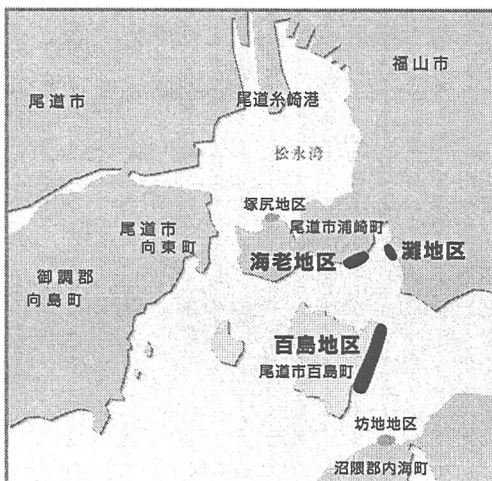 福山市
尾道市
尾道糸崎港
松永湾
塚尻地区
尾道市浦崎町
尾道市
向東町
海老地区
灘地区
御調郡
向島町
百島地区
尾道市百島町
坊地地区
沼隈郡内海町